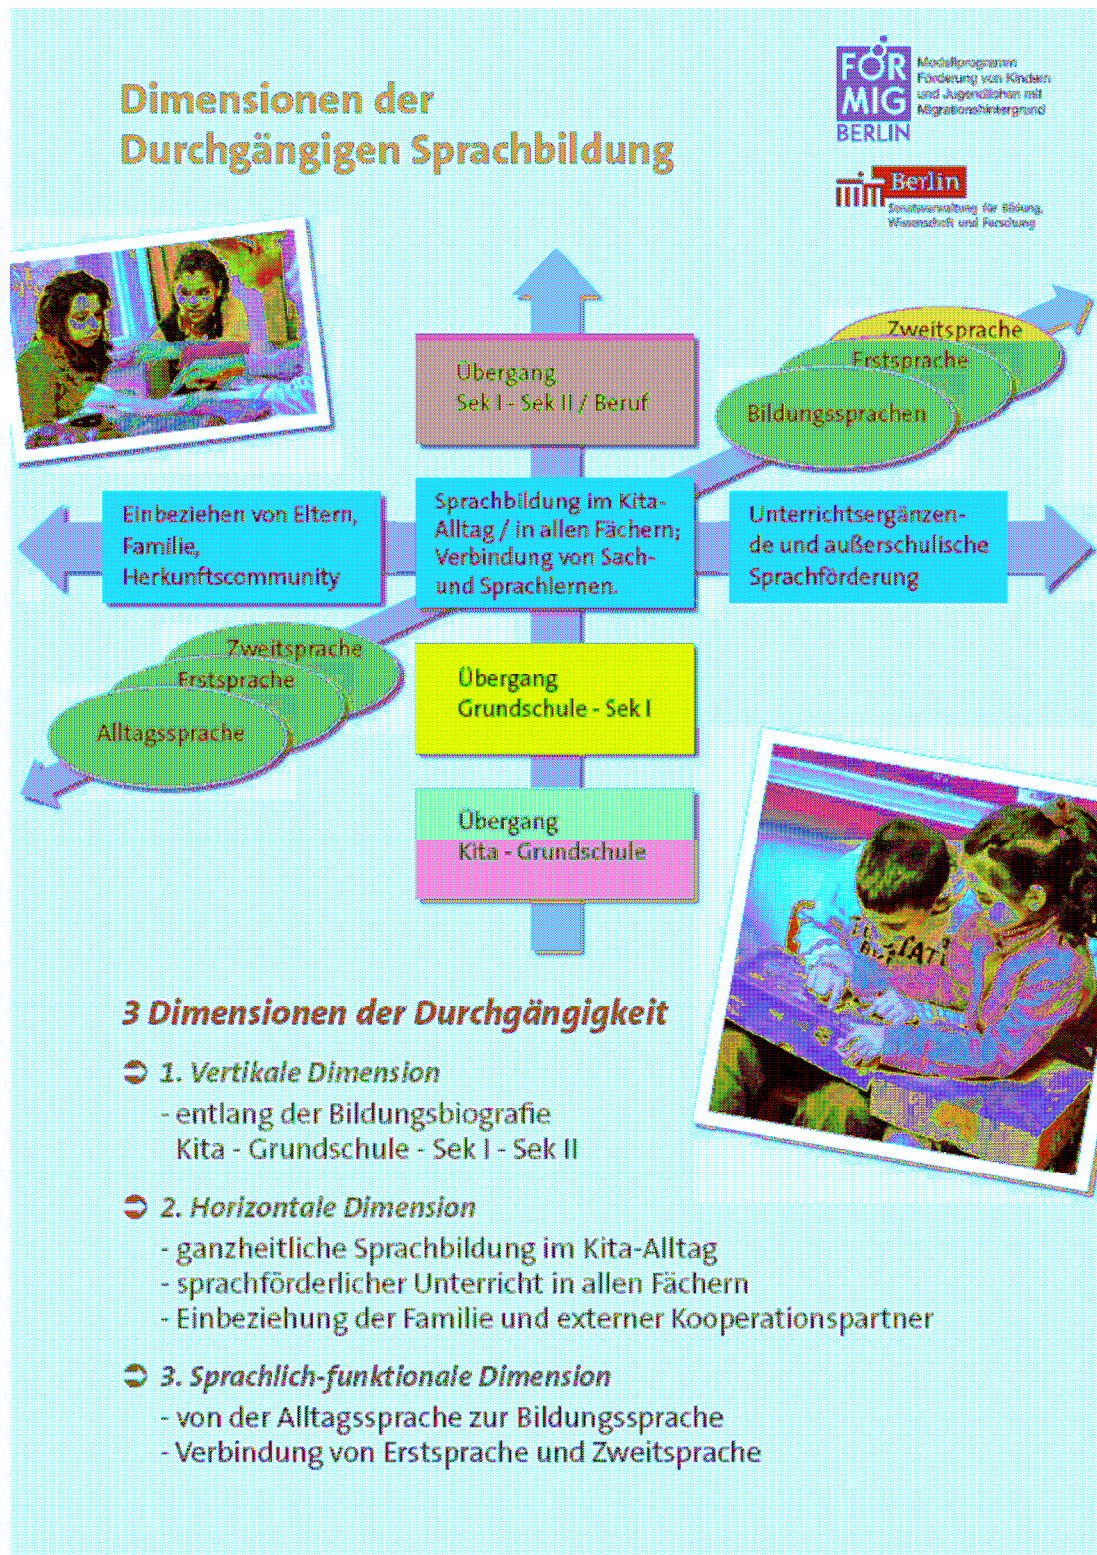 Dimensionen der
Durchgängigen Sprachbildung
FÖR
MIG
BERLIN
Modellprogramm
Förderung von Kindern
und Jugendlichen mit
Migrationshintergrund
Berlin
Senatsverwaltung für Bildung,
Wissenschaft und Forschung
Zweitsprache
Erstsprache
Bildungssprachen
Übergang
Sek I - Sek II / Beruf
Einbeziehen von Eltern,
Familie,
Herkunftscommunity
Sprachbildung im Kita-
Alltag / in allen Fächern;
Verbindung von Sach-
und Sprachlernen.
Unterrichtsergänzen-
de und außerschulische
Sprachförderung
Zweitsprache
Erstsprache
Alltagssprache
Übergang
Grundschule - Sek I
Übergang
Kita - Grundschule
3 Dimensionen der Durchgängigkeit
1. Vertikale Dimension
- entlang der Bildungsbiografie
Kita - Grundschule - Sek I - Sek II
2. Horizontale Dimension
- ganzheitliche Sprachbildung im Kita-Alltag
- sprachförderlicher Unterricht in allen Fächern
- Einbeziehung der Familie und externer Kooperationspartner
3. Sprachlich-funktionale Dimension
- von der Alltagssprache zur Bildungssprache
- Verbindung von Erstsprache und Zweitsprache